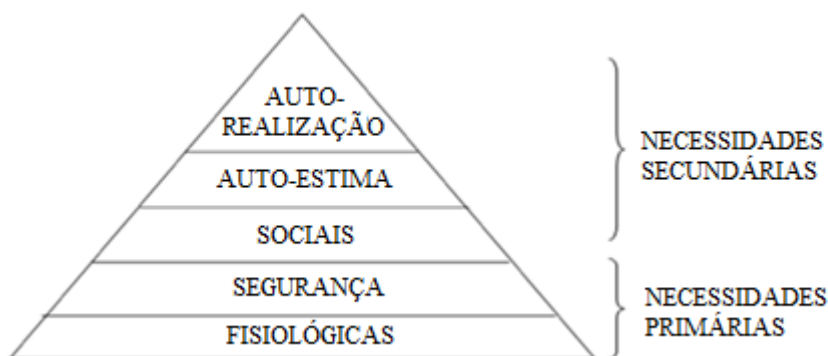 AUTO-
REALIZAÇÃO
AUTO-ESTIMA
SOCIAIS
SEGURANÇA
FISIOLÓGICAS
NECESSIDADES
SECUNDÁRIAS
NECESSIDADES
PRIMÁRIAS